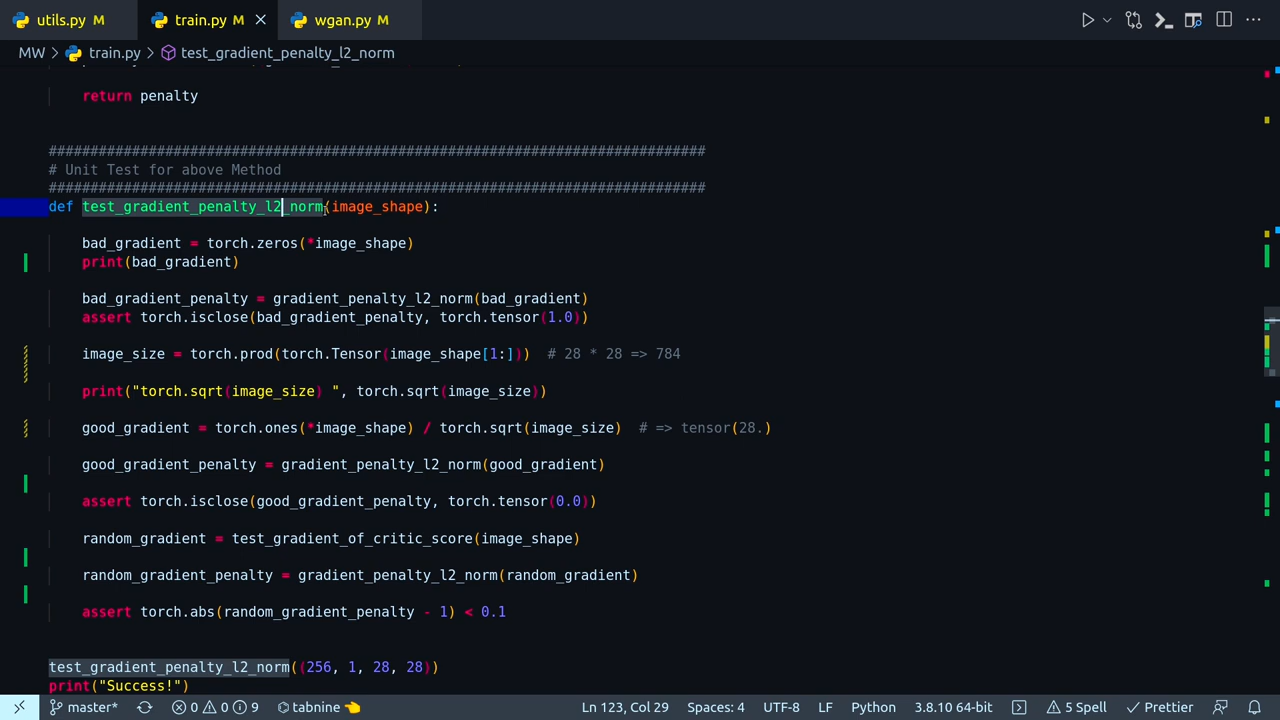 utils.py M train.py M wgan.py M
MW > train.py > test_gradient_penalty_l2_norm
return penalty
################################################################################
# Unit Test for above Method
################################################################################
def test_gradient_penalty_l2_norm(image_shape):
bad_gradient = torch.zeros(*image_shape)
print(bad_gradient)
bad_gradient_penalty = gradient_penalty_l2_norm(bad_gradient)
assert torch.isclose(bad_gradient_penalty, torch.tensor(1.0))
image_size = torch.prod(torch.Tensor(image_shape[1:])) # 28 * 28 => 784
print("torch.sqrt(image_size) ", torch.sqrt(image_size))
good_gradient = torch.ones(*image_shape) / torch.sqrt(image_size) # => tensor(28.)
good_gradient_penalty = gradient_penalty_l2_norm(good_gradient)
assert torch.isclose(good_gradient_penalty, torch.tensor(0.0))
random_gradient = test_gradient_of_critic_score(image_shape)
random_gradient_penalty = gradient_penalty_l2_norm(random_gradient)
assert torch.abs(random_gradient_penalty - 1) < 0.1
test_gradient_penalty_l2_norm((256, 1, 28, 28))
print("Success!")
master* 0 0 9 tabnine Ln 123, Col 29 Spaces: 4 UTF-8 LF Python 3.8.10 64-bit 5 Spell Prettier